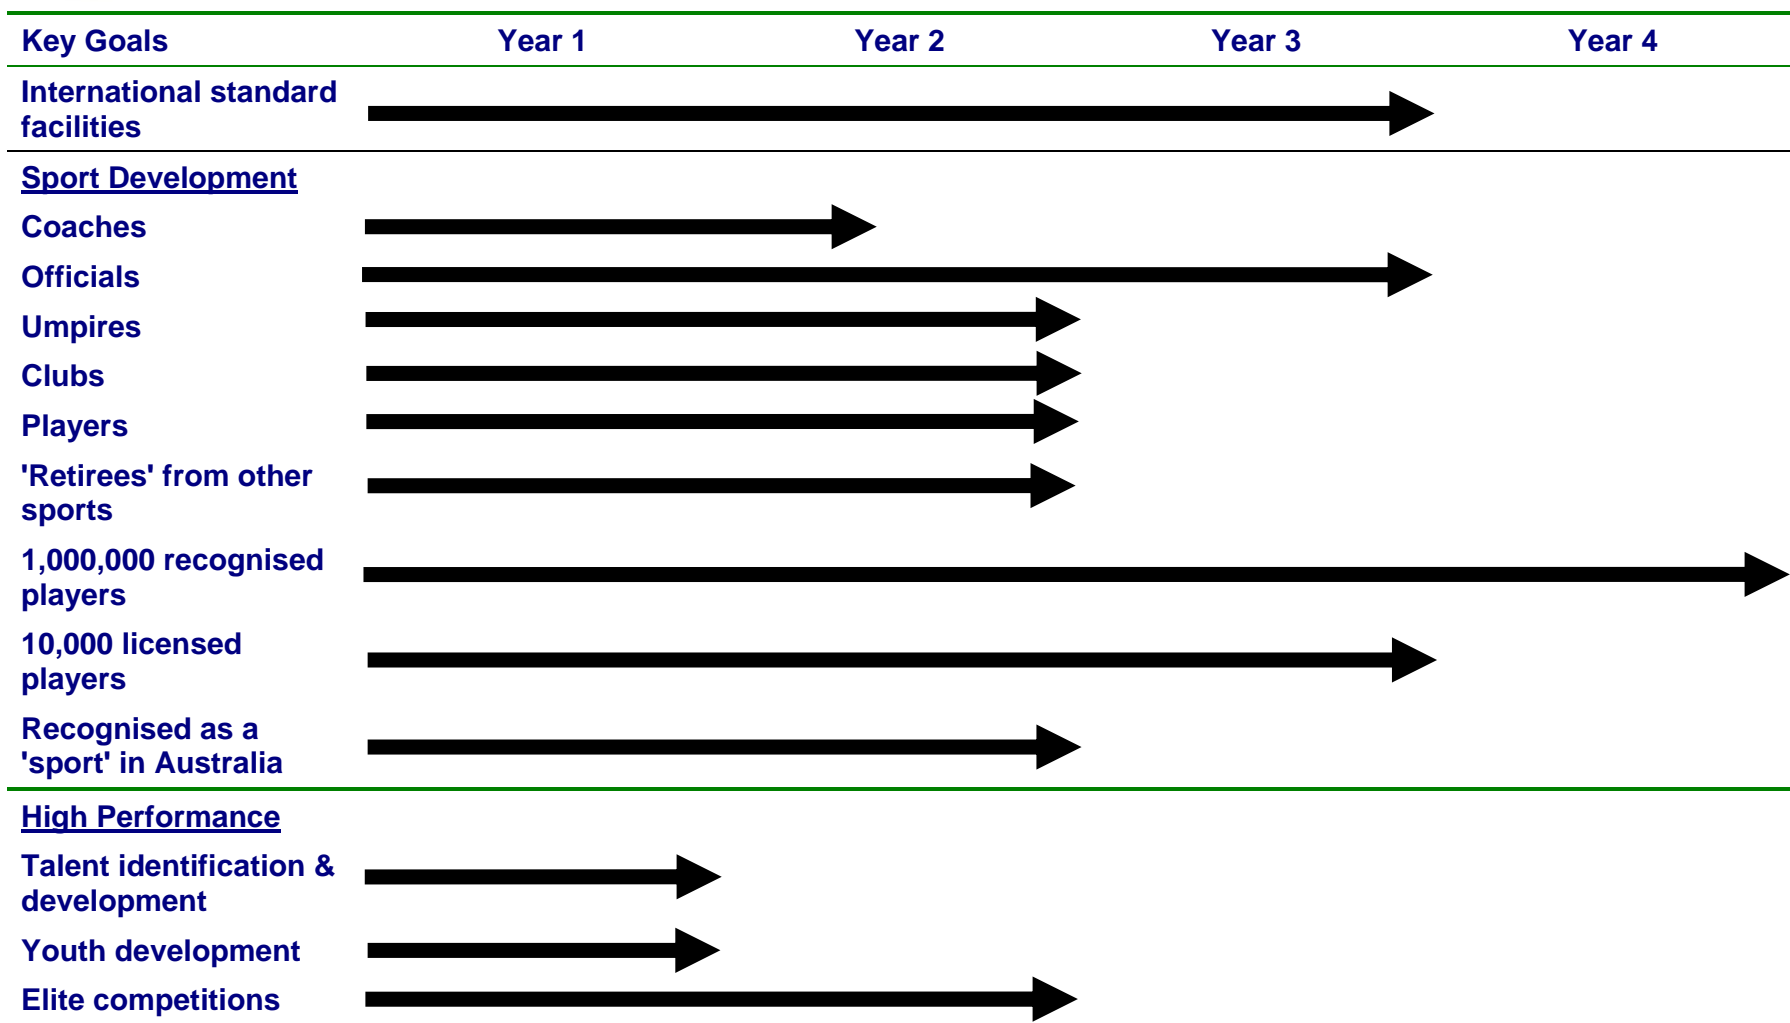 Key Goals Year 1 Year 2 Year 3 Year 4
International standard
facilities
Sport Development
Coaches
Officials
Umpires
Clubs
Players
'Retirees' from other
sports
1,000,000 recognised
players
10,000 licensed
players
Recognised as a
'sport' in Australia
High Performance
Talent identification &
development
Youth development
Elite competitions